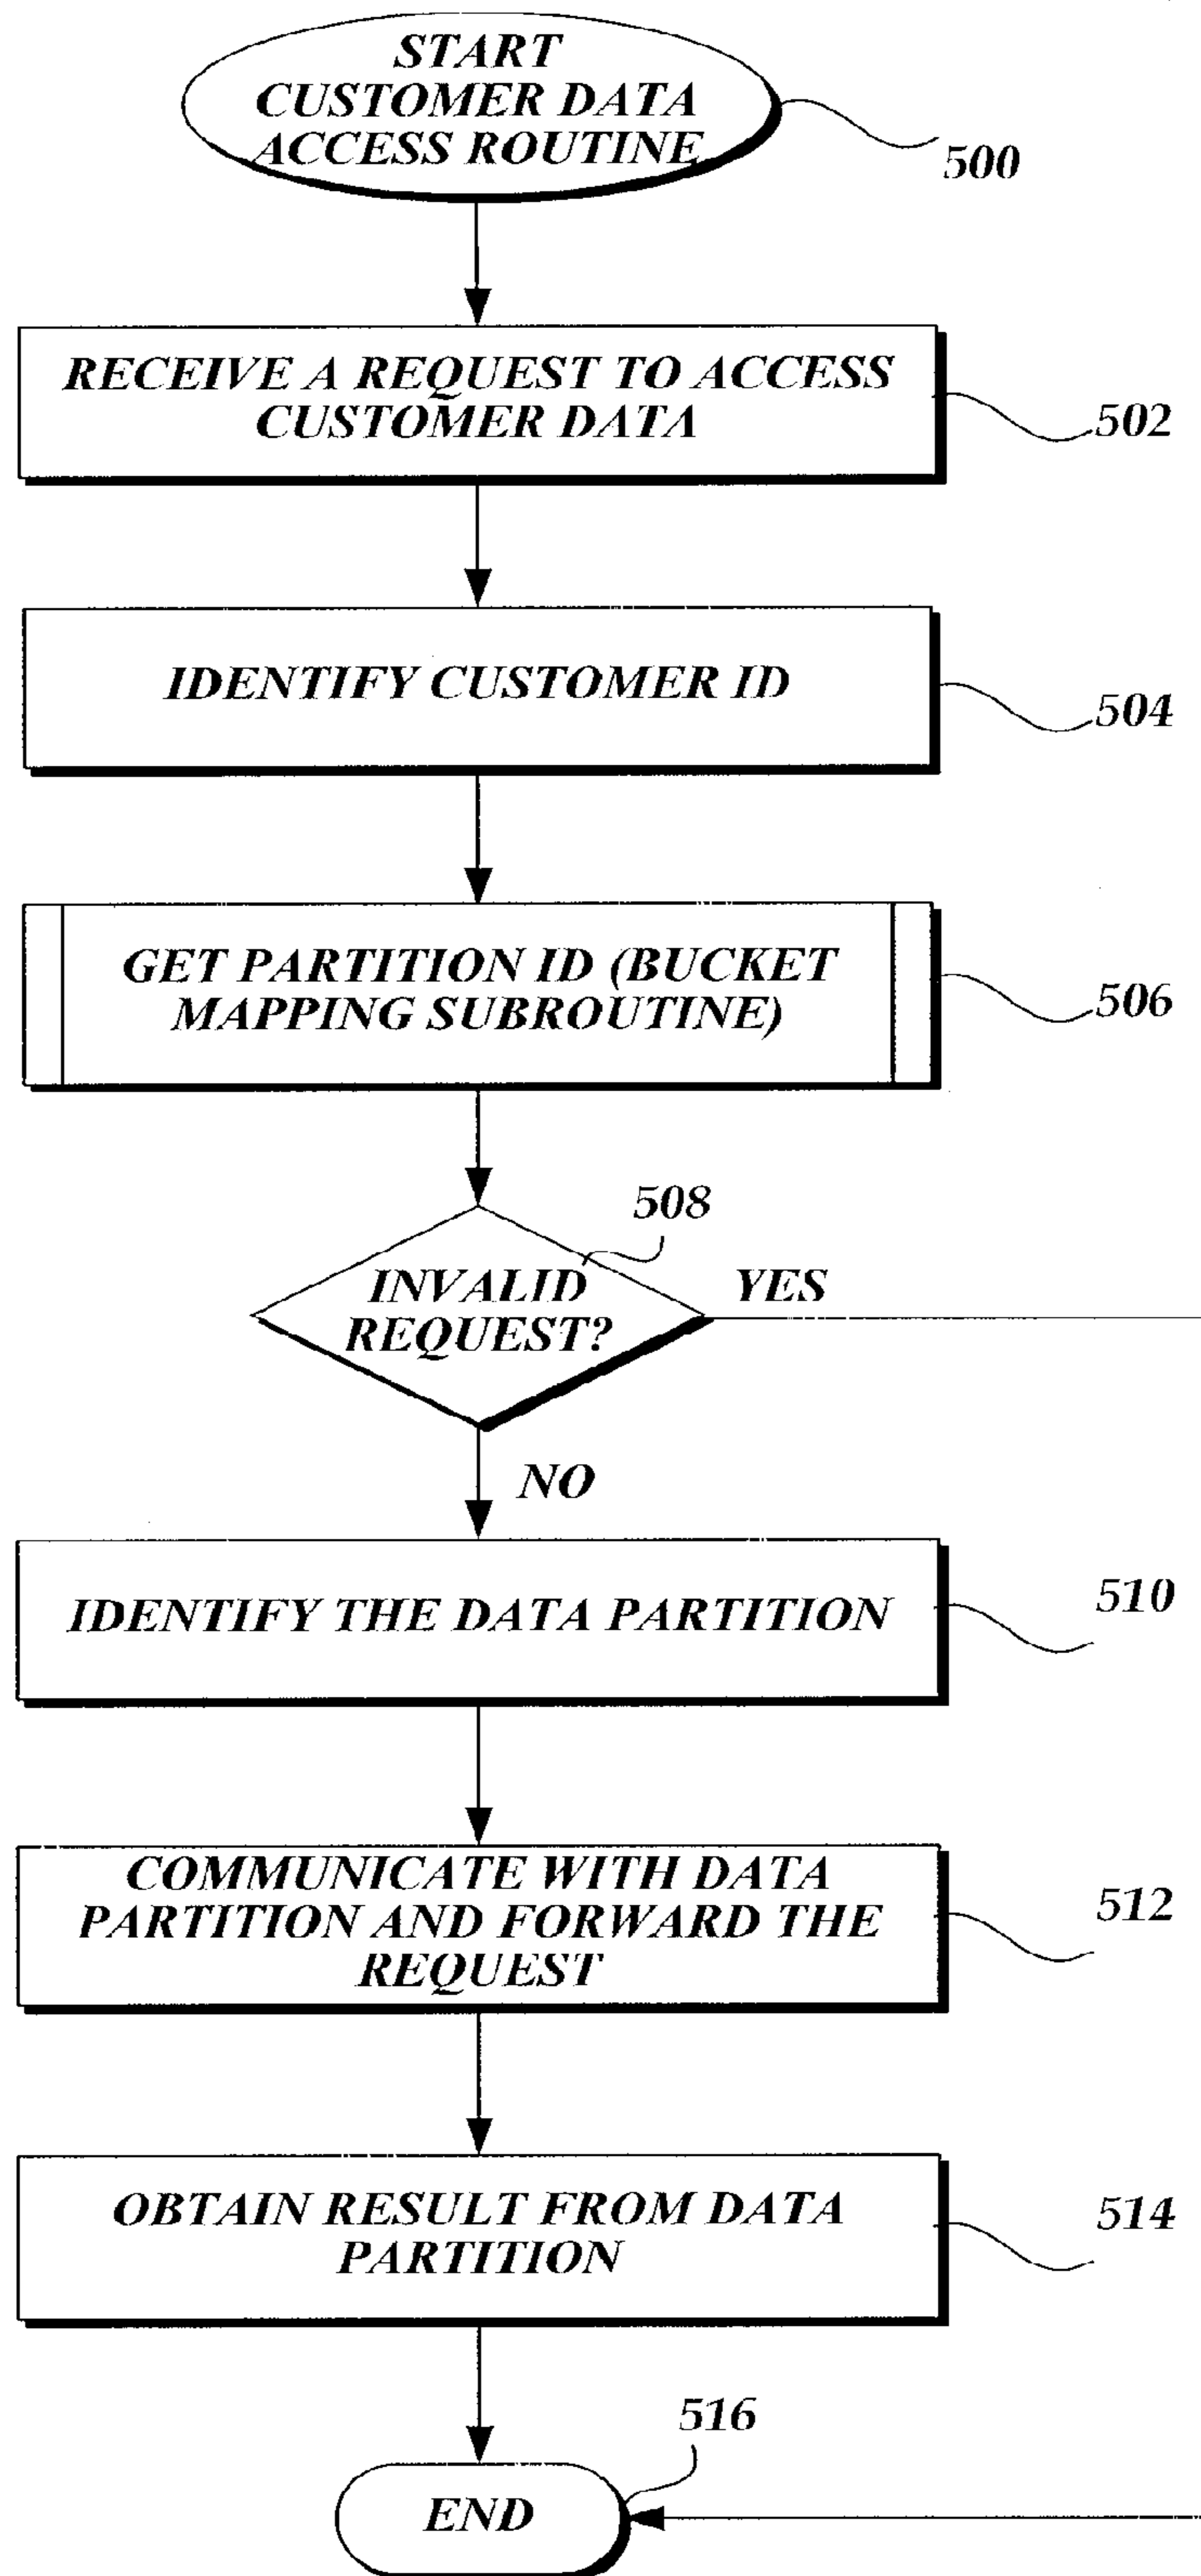 START
CUSTOMER DATA
ACCESS ROUTINE
500
RECEIVE A REQUEST TO ACCESS
CUSTOMER DATA
502
IDENTIFY CUSTOMER ID
504
GET PARTITION ID (BUCKET
MAPPING SUBROUTINE)
506
508
INVALID
REQUEST?
YES
NO
IDENTIFY THE DATA PARTITION
510
COMMUNICATE WITH DATA
PARTITION AND FORWARD THE
REQUEST
512
OBTAIN RESULT FROM DATA
PARTITION
514
516
END